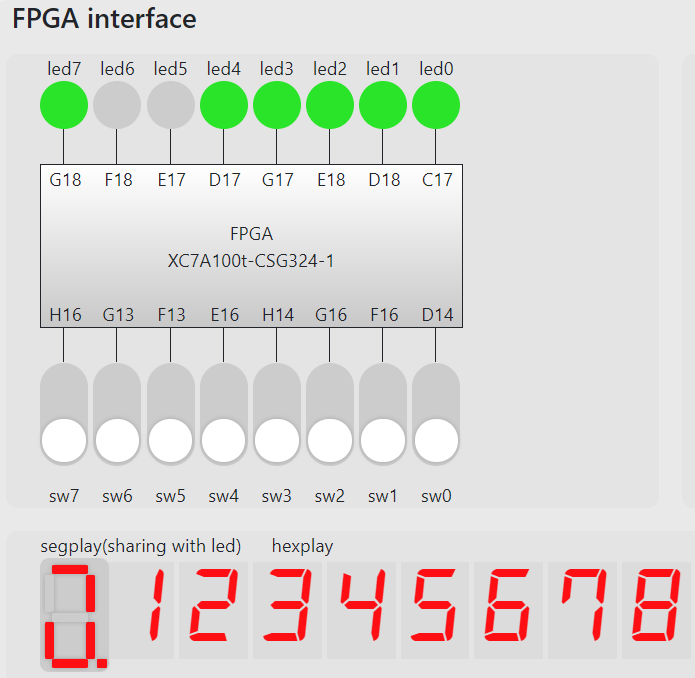 FPGA interface
led7 led6 led5 led4 led3 led2 led1 led0
G18 F18 E17 D17 G17 E18 D18 C17
FPGA
XC7A100t-CSG324-1
H16 G13 F13 E16 H14 G16 F16 D14
sw7 sw6 sw5 sw4 sw3 sw2 sw1 sw0
segplay(sharing with led) hexplay
1 2 3 4 5 6 7 8